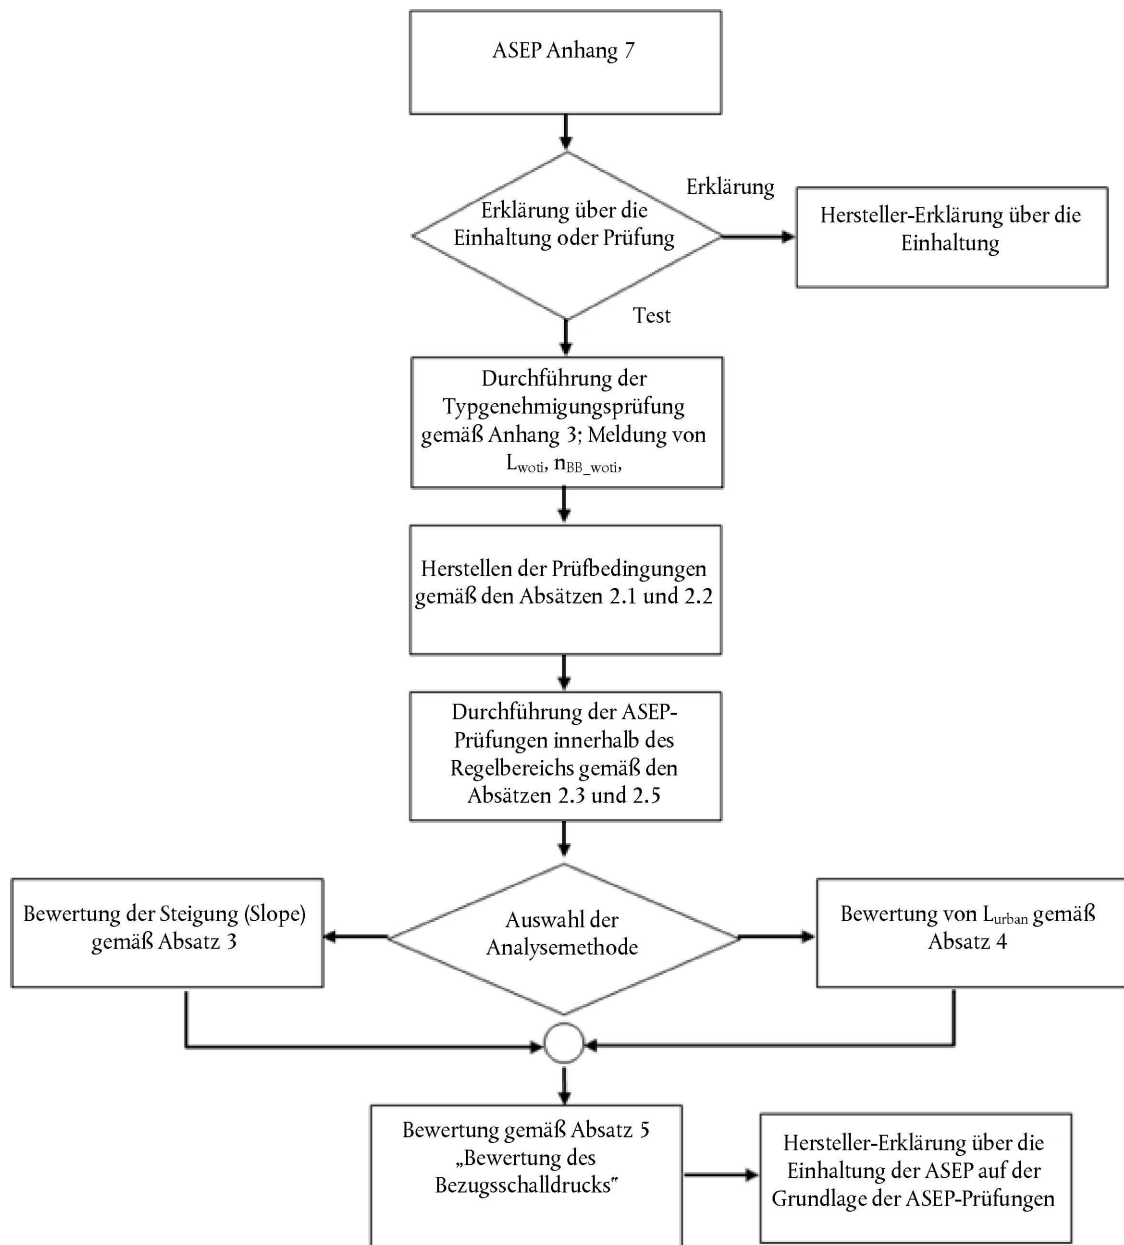 ASEP Anhang 7
Erklärung über die
Einhaltung oder Prüfung
Erklärung
Hersteller-Erklärung über die
Einhaltung
Test
Durchführung der
Typgenehmigungsprüfung
gemäß Anhang 3; Meldung von
Lwoti, nBB_woti,
Herstellen der Prüfbedingungen
gemäß den Absätzen 2.1 und 2.2
Durchführung der ASEP-
Prüfungen innerhalb des
Regelbereichs gemäß den
Absätzen 2.3 und 2.5
Auswahl der
Analysemethode
Bewertung der Steigung (Slope)
gemäß Absatz 3
Bewertung von Lurban gemäß
Absatz 4
Bewertung gemäß Absatz 5
„Bewertung des
Bezugsschalldrucks"
Hersteller-Erklärung über die
Einhaltung der ASEP auf der
Grundlage der ASEP-Prüfungen